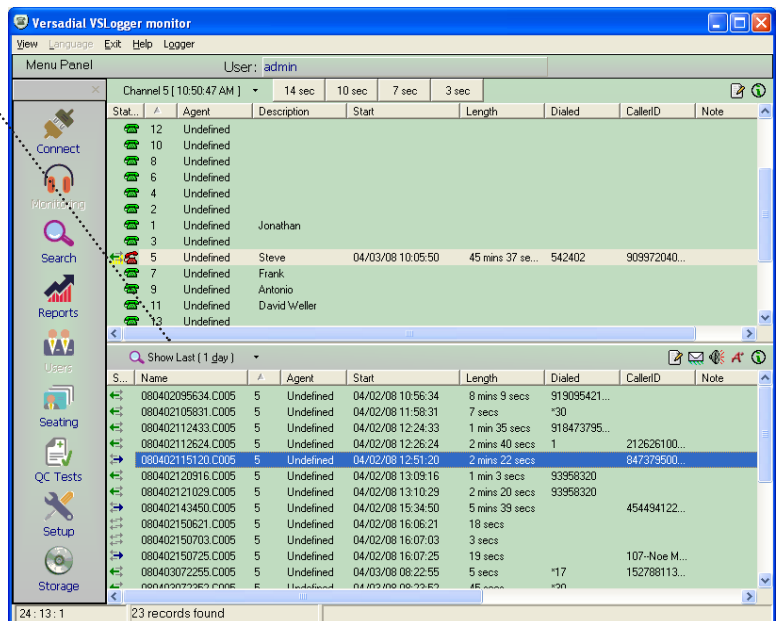 Versadial VSLogger monitor
View Language Exit Help Logger
Menu Panel User: admin
Channel 5 [ 10:50:47 AM ] 14 sec 10 sec 7 sec 3 sec
Stat... Agent Description Start Length Dialed CallerID Note
12 Undefined
10 Undefined
8 Undefined
6 Undefined
4 Undefined
2 Undefined
1 Undefined Jonathan
3 Undefined
5 Undefined Steve 04/03/08 10:05:50 45 mins 37 se... 542402 909972040...
7 Undefined Frank
9 Undefined Antonio
11 Undefined David Weller
13 Undefined
Connect
Monitoring
Search
Reports
Users
Seating
QC Tests
Setup
Storage
Show Last ( 1 day )
S... Name Agent Start Length Dialed CallerID Note
080402095634.C005 5 Undefined 04/02/08 10:56:34 8 mins 9 secs 919095421...
080402105831.C005 5 Undefined 04/02/08 11:58:31 7 secs *30
080402112433.C005 5 Undefined 04/02/08 12:24:33 1 min 35 secs 918473795...
080402112624.C005 5 Undefined 04/02/08 12:26:24 2 mins 40 secs 1 212626100...
080402115120.C005 5 Undefined 04/02/08 12:51:20 2 mins 22 secs 847379500...
080402120916.C005 5 Undefined 04/02/08 13:09:16 1 min 3 secs 93958320
080402121029.C005 5 Undefined 04/02/08 13:10:29 2 mins 20 secs 93958320
080402143450.C005 5 Undefined 04/02/08 15:34:50 5 mins 39 secs 454494122...
080402150621.C005 5 Undefined 04/02/08 16:06:21 18 secs
080402150703.C005 5 Undefined 04/02/08 16:07:03 3 secs
080402150725.C005 5 Undefined 04/02/08 16:07:25 19 secs 107--Noe M...
080403072255.C005 5 Undefined 04/03/08 08:22:55 5 secs *17 152788113...
080403072352.C005 5 Undefined 04/03/08 08:23:52 45 secs *30
24 : 13 : 1 23 records found